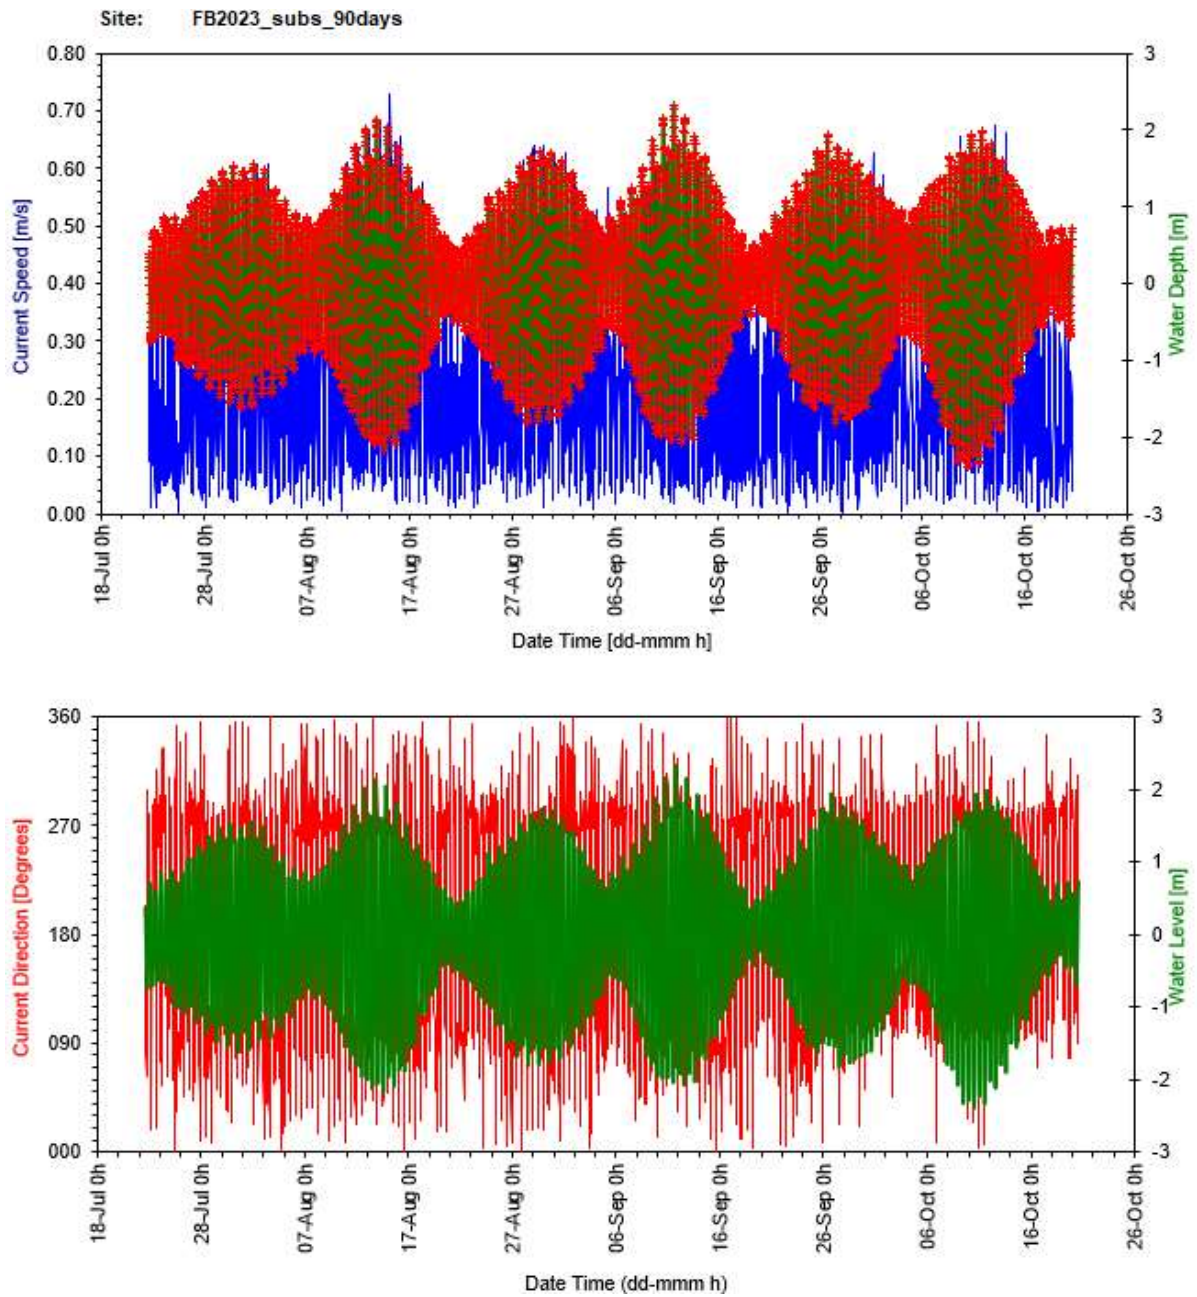 Site: FB2023_subs_90days
0.80
0.70
0.60
0.50
0.40
0.30
0.20
0.10
0.00
Current Speed [m/s]
3
2
1
0
-1
-2
-3
Water Depth [m]
18-Jul 0h
28-Jul 0h
07-Aug 0h
17-Aug 0h
27-Aug 0h
06-Sep 0h
16-Sep 0h
26-Sep 0h
06-Oct 0h
16-Oct 0h
26-Oct 0h
Date Time [dd-mmm h]
360
270
180
090
000
Current Direction [Degrees]
3
2
1
0
-1
-2
-3
Water Level [m]
18-Jul 0h
28-Jul 0h
07-Aug 0h
17-Aug 0h
27-Aug 0h
06-Sep 0h
16-Sep 0h
26-Sep 0h
06-Oct 0h
16-Oct 0h
26-Oct 0h
Date Time (dd-mmm h)